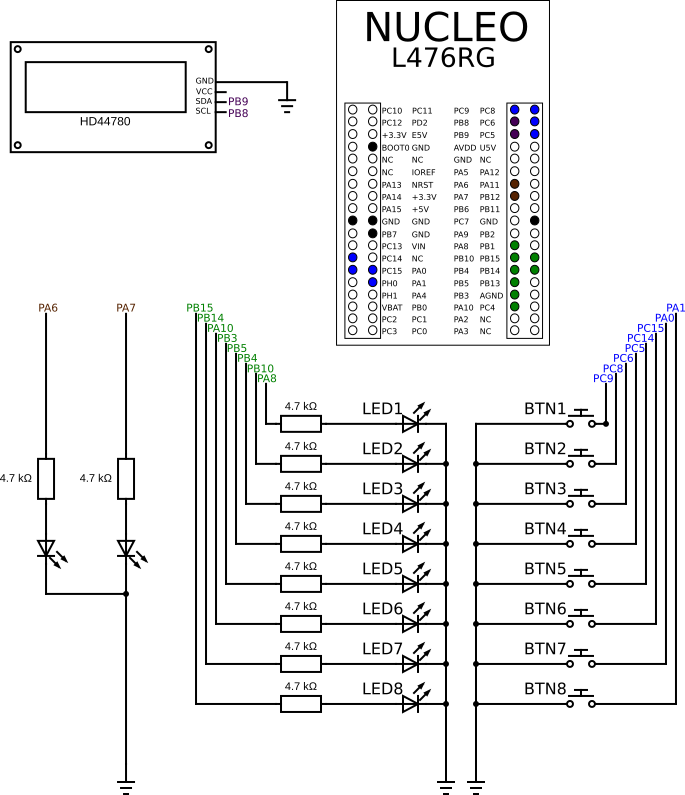 NUCLEO
L476RG
GND
VCC
SDA PB9
SCL PB8
HD44780
PC10 PC11 PC9 PC8
PC12 PD2 PB8 PC6
+3.3V E5V PB9 PC5
BOOT0 GND AVDD U5V
NC NC GND NC
NC IOREF PA5 PA12
PA13 NRST PA6 PA11
PA14 +3.3V PA7 PB12
PA15 +5V PB6 PB11
GND GND PC7 GND
PB7 GND PA9 PB2
PC13 VIN PA8 PB1
PC14 NC PB10 PB15
PC15 PA0 PB4 PB14
PH0 PA1 PB5 PB13
PH1 PA4 PB3 AGND
VBAT PB0 PA10 PC4
PC2 PC1 PA2 NC
PC3 PC0 PA3 NC
PA6 PA7
PB15
PB14
PA10
PB3
PB5
PB4
PB10
PA8
PA1
PA0
PC15
PC14
PC5
PC6
PC8
PC9
4.7 kΩ LED1 BTN1
4.7 kΩ LED2 BTN2
4.7 kΩ 4.7 kΩ
4.7 kΩ LED3 BTN3
4.7 kΩ LED4 BTN4
4.7 kΩ LED5 BTN5
4.7 kΩ LED6 BTN6
4.7 kΩ LED7 BTN7
4.7 kΩ LED8 BTN8